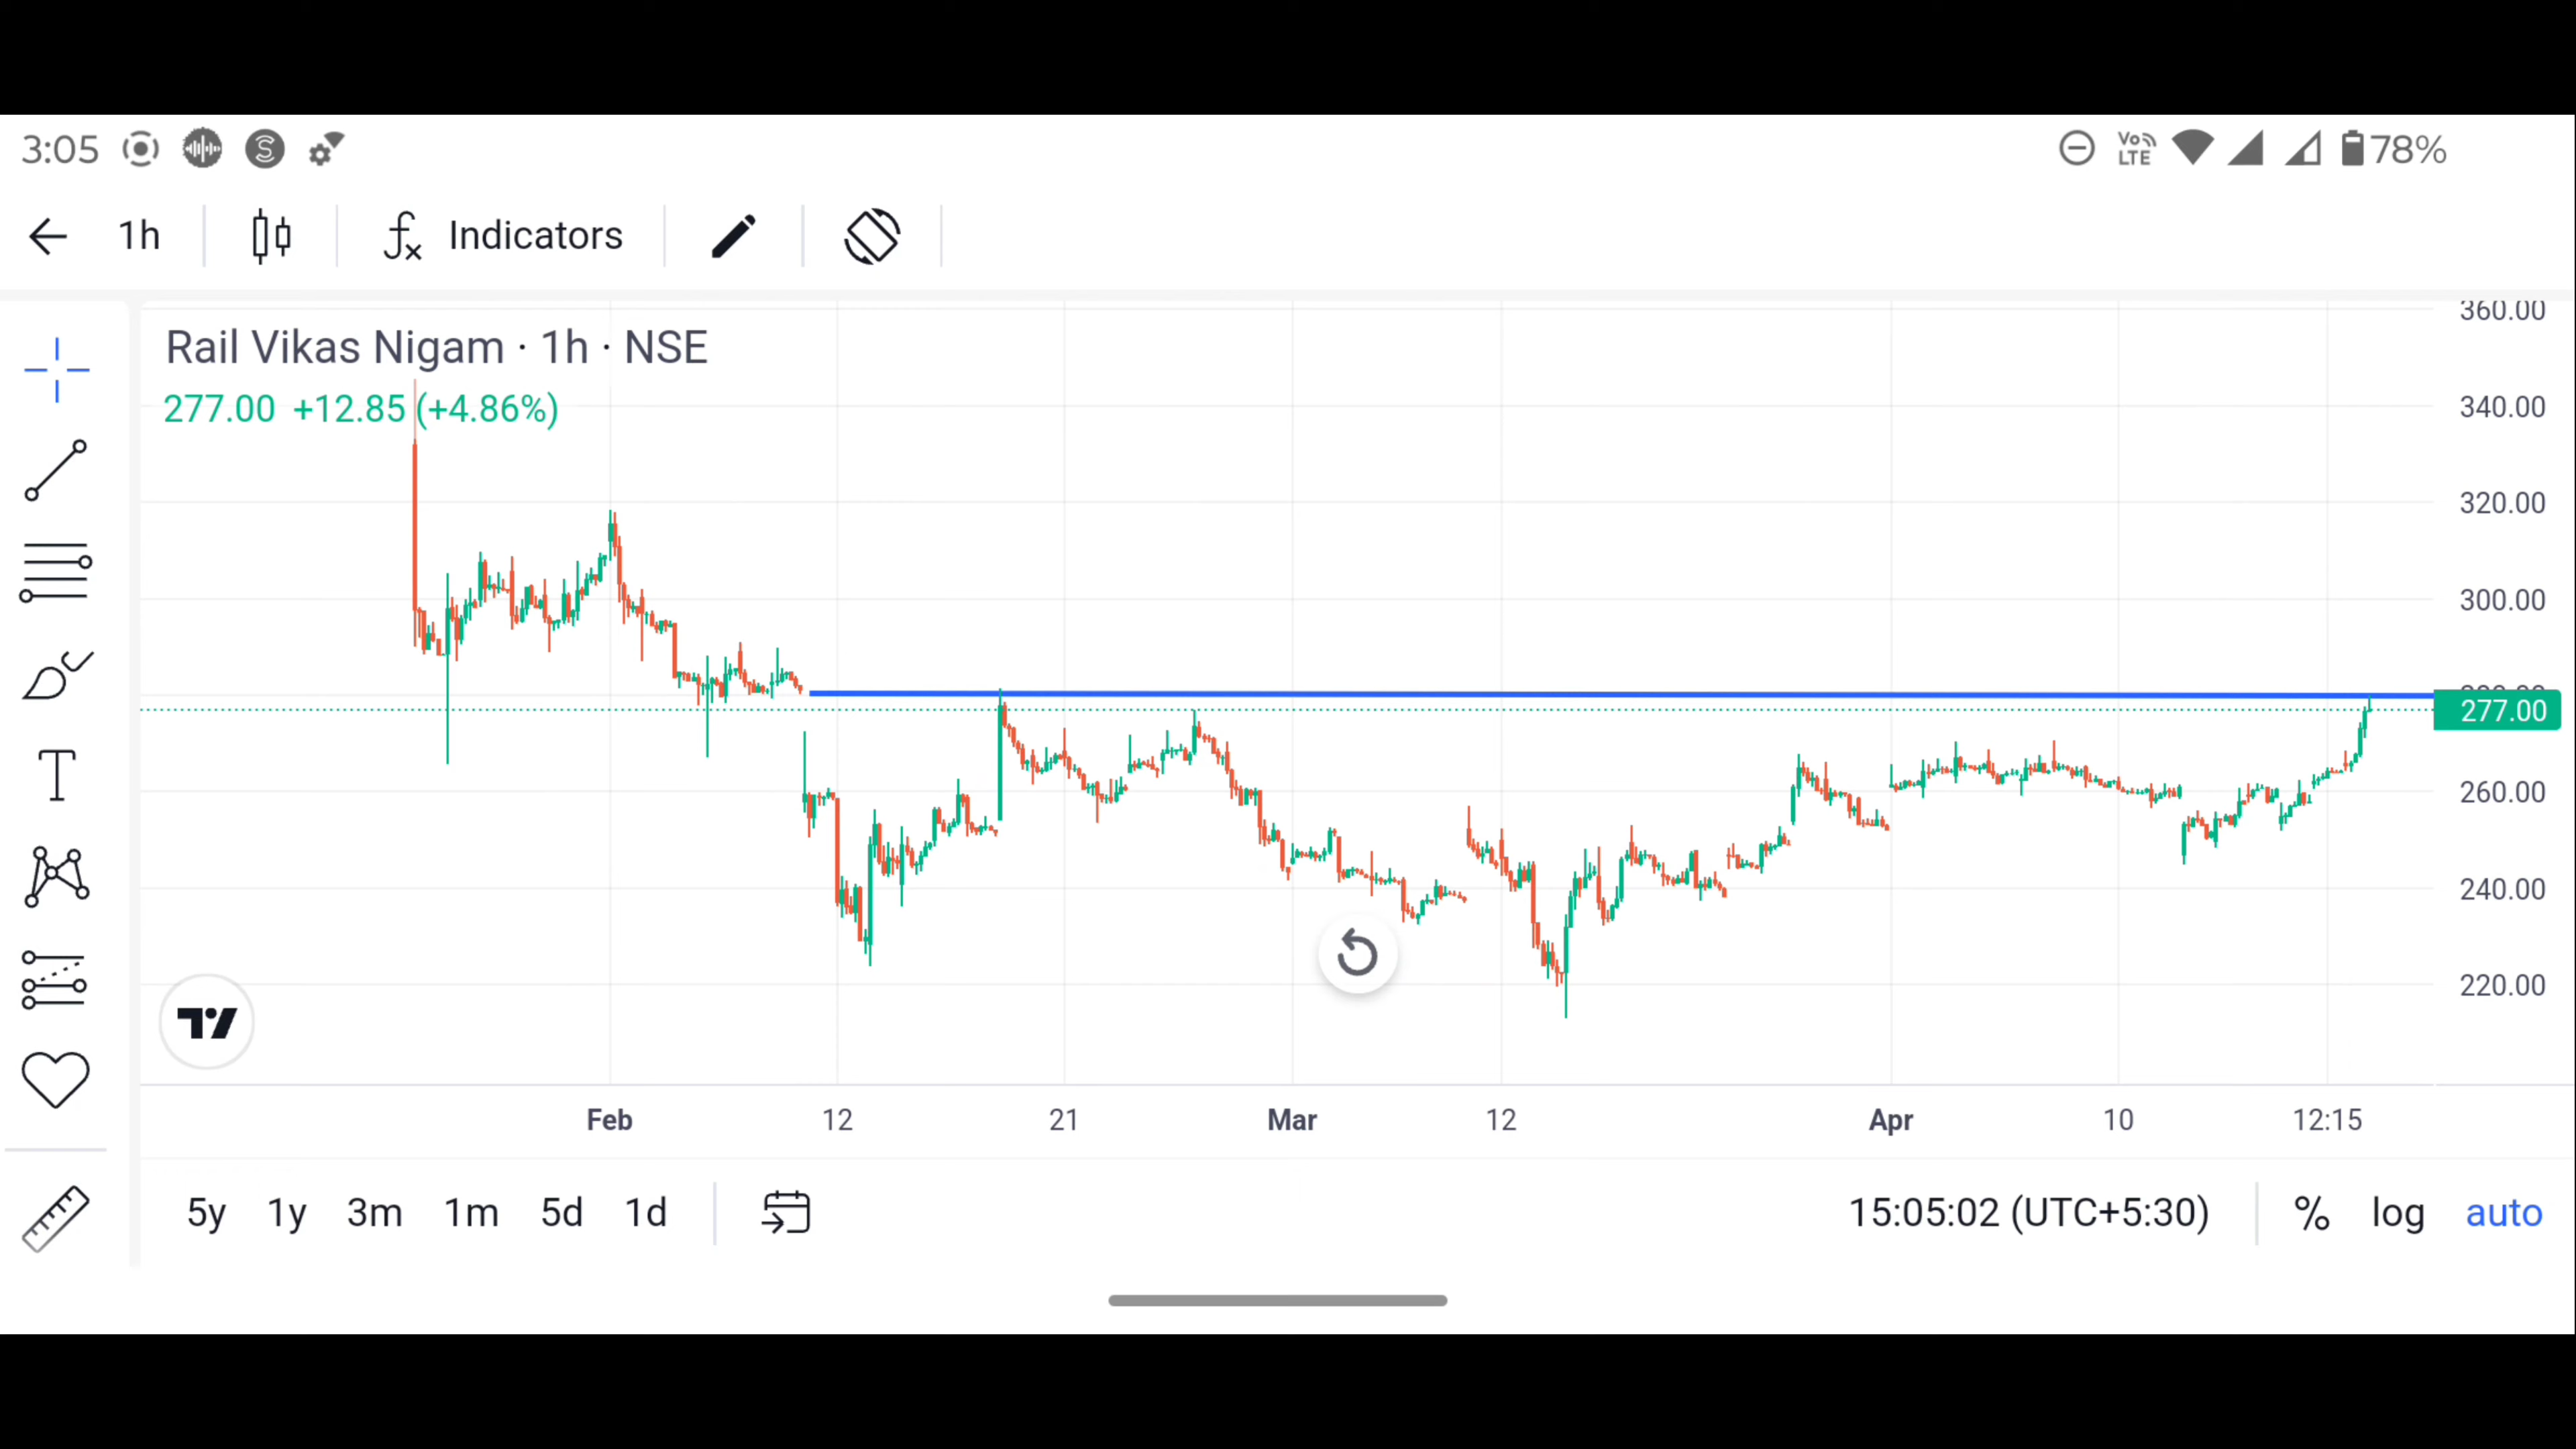 3:05 VoLTE 78%
1h Indicators
Rail Vikas Nigam · 1h · NSE
277.00 +12.85 (+4.86%)
360.00
340.00
320.00
300.00
277.00
260.00
240.00
220.00
Feb 12 21 Mar 12 Apr 10 12:15
5y 1y 3m 1m 5d 1d 15:05:02 (UTC+5:30) % log auto